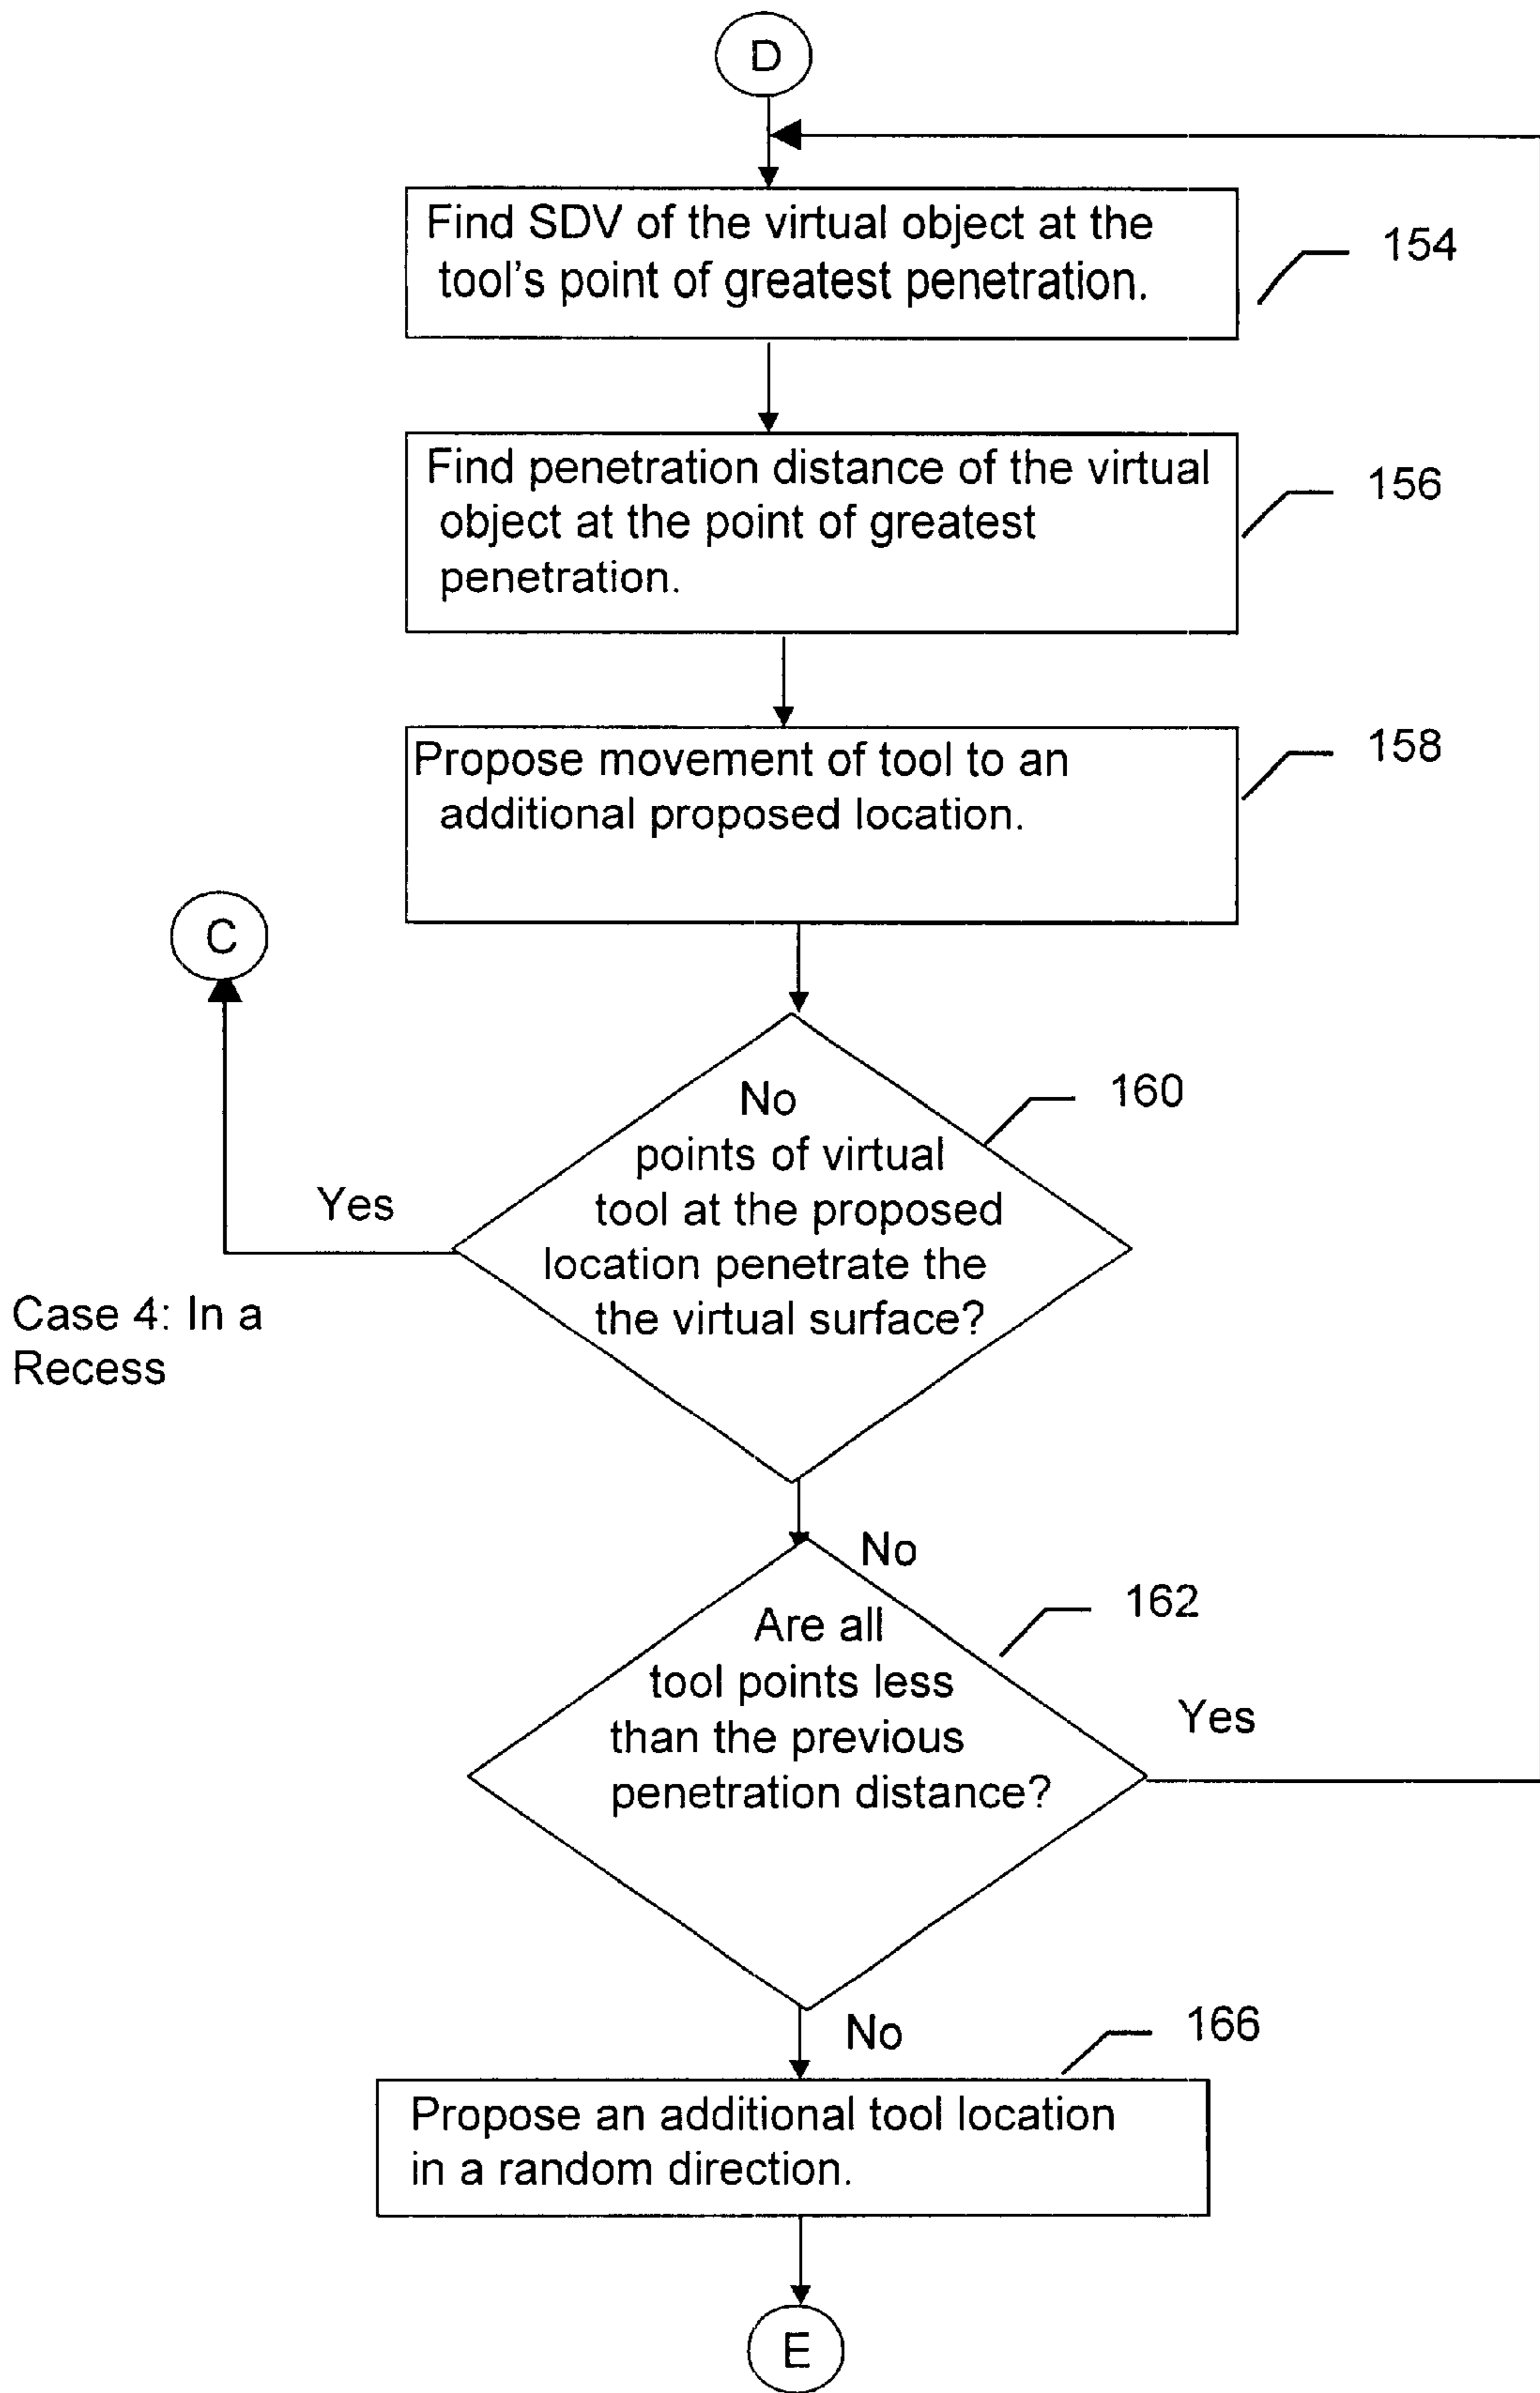 D
Find SDV of the virtual object at the
tool's point of greatest penetration.
154
Find penetration distance of the virtual
object at the point of greatest
penetration.
156
Propose movement of tool to an
additional proposed location.
158
C
No
points of virtual
tool at the proposed
location penetrate the
the virtual surface?
160
Yes
Case 4: In a
Recess
No
Are all
tool points less
than the previous
penetration distance?
162
Yes
No
166
Propose an additional tool location
in a random direction.
E